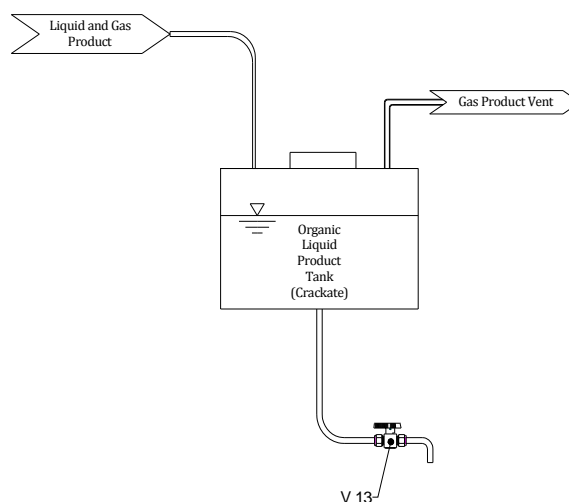 Liquid and Gas
Product
Gas Product Vent
Organic
Liquid
Product
Tank
(Crackate)
V 13